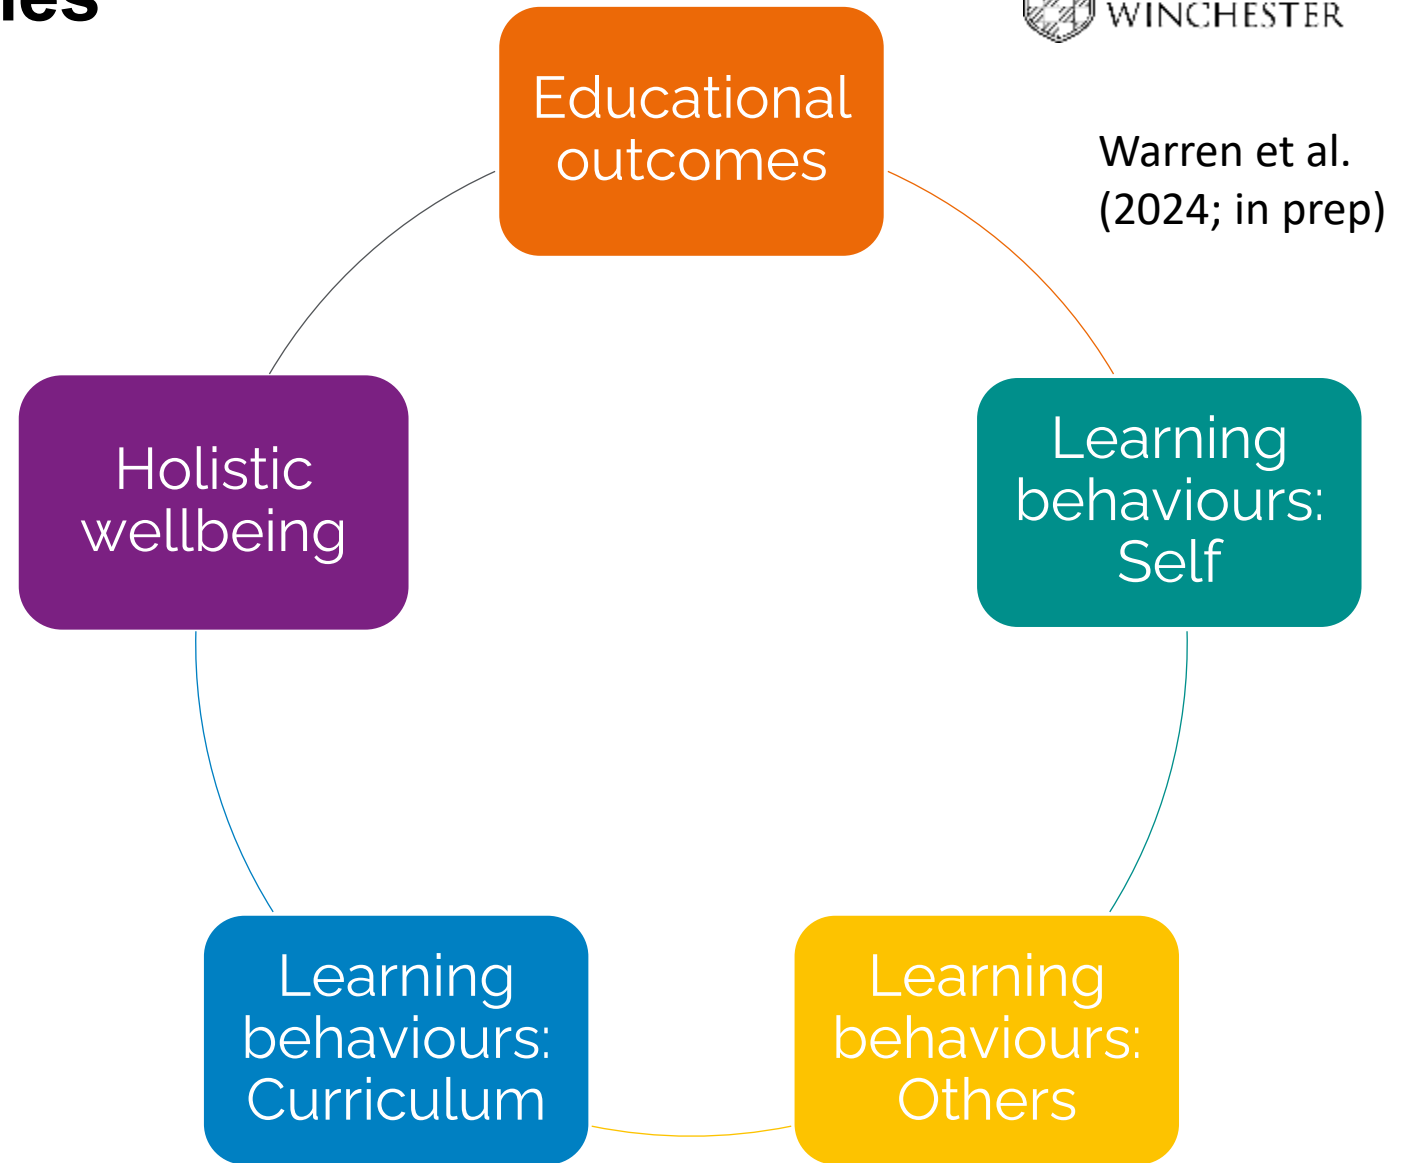 WINCHESTER
Educational
outcomes
Warren et al.
(2024; in prep)
Holistic
wellbeing
Learning
behaviours:
Self
Learning
behaviours:
Curriculum
Learning
behaviours:
Others